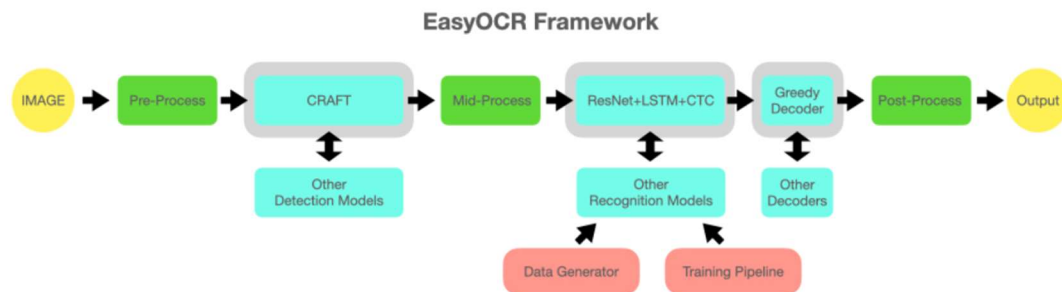 EasyOCR Framework
IMAGE
Pre-Process
CRAFT
Mid-Process
ResNet+LSTM+CTC
Greedy
Decoder
Post-Process
Output
Other
Detection Models
Other
Recognition Models
Other
Decoders
Data Generator
Training Pipeline